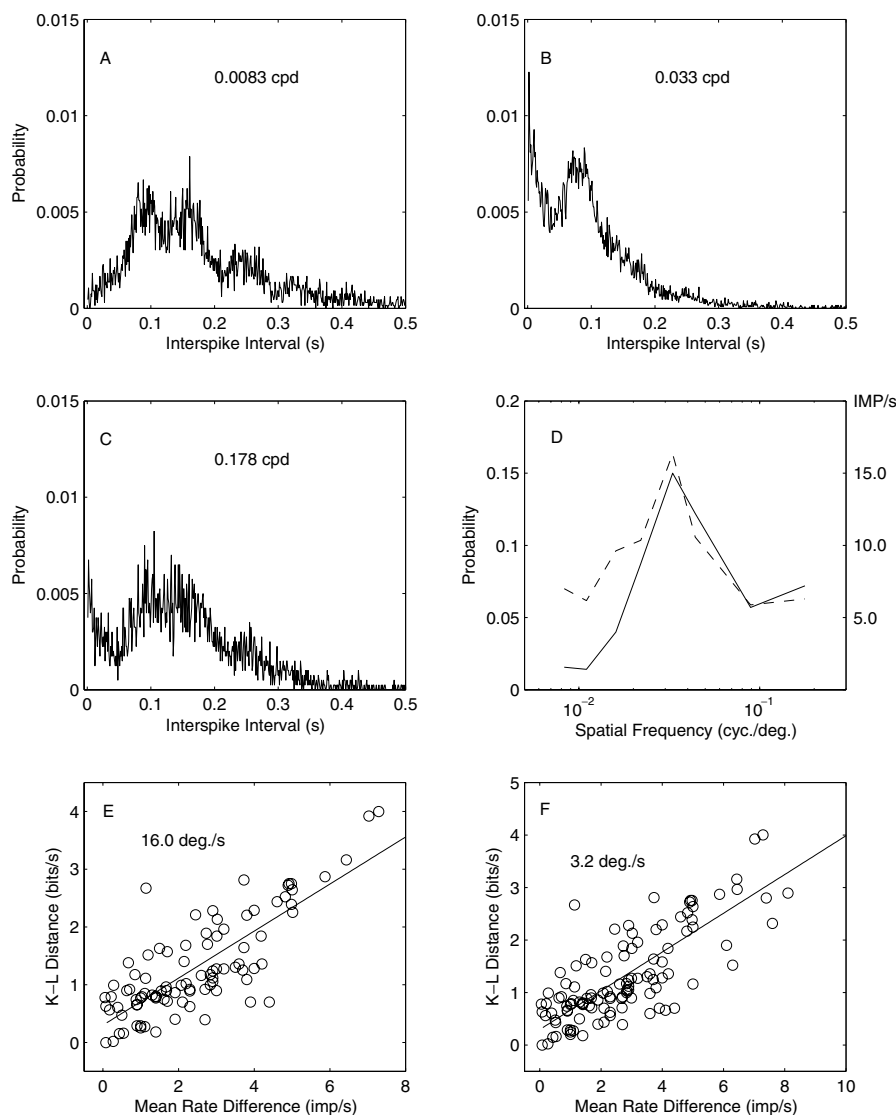 0.015
A
0.0083 cpd
0.01
Probability
0.005
0
0 0.1 0.2 0.3 0.4 0.5
Interspike Interval (s)
0.015
B
0.033 cpd
0.01
Probability
0.005
0
0 0.1 0.2 0.3 0.4 0.5
Interspike Interval (s)
0.015
C
0.178 cpd
0.01
Probability
0.005
0
0 0.1 0.2 0.3 0.4 0.5
Interspike Interval (s)
0.2 IMP/s
D
0.15 15.0
Probability
0.1 10.0
0.05 5.0
0
10⁻² 10⁻¹
Spatial Frequency (cyc./deg.)
E
4
16.0 deg./s
3
K−L Distance (bits/s)
2
1
0
0 2 4 6 8
Mean Rate Difference (imp/s)
5
F
4
3.2 deg./s
3
K−L Distance (bits/s)
2
1
0
0 2 4 6 8 10
Mean Rate Difference (imp/s)